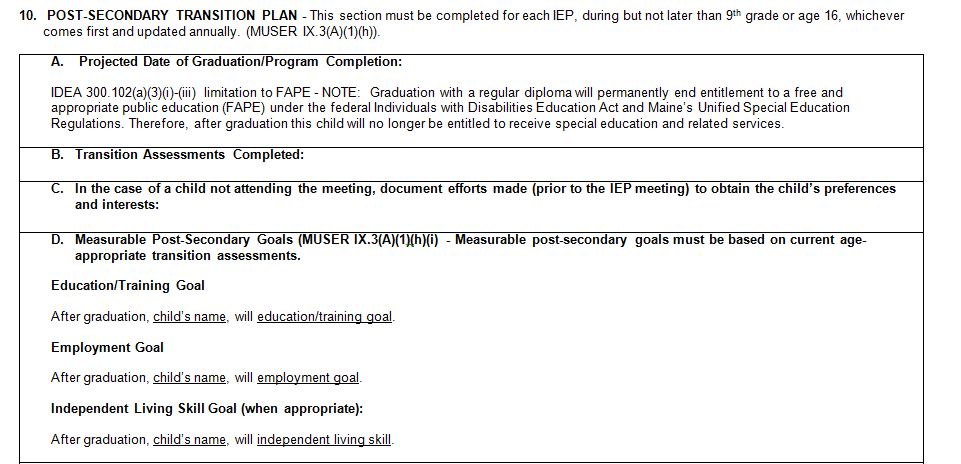 10. POST-SECONDARY TRANSITION PLAN - This section must be completed for each IEP, during but not later than 9th grade or age 16, whichever
comes first and updated annually. (MUSER IX.3(A)(1)(h)).
A. Projected Date of Graduation/Program Completion:
IDEA 300.102(a)(3)(i)-(iii) limitation to FAPE - NOTE: Graduation with a regular diploma will permanently end entitlement to a free and
appropriate public education (FAPE) under the federal Individuals with Disabilities Education Act and Maine's Unified Special Education
Regulations. Therefore, after graduation this child will no longer be entitled to receive special education and related services.
B. Transition Assessments Completed:
C. In the case of a child not attending the meeting, document efforts made (prior to the IEP meeting) to obtain the child's preferences
and interests:
D. Measurable Post-Secondary Goals (MUSER IX.3(A)(1)(h)(i) - Measurable post-secondary goals must be based on current age-
appropriate transition assessments.
Education/Training Goal
After graduation, child's name, will education/training goal.
Employment Goal
After graduation, child's name, will employment goal.
Independent Living Skill Goal (when appropriate):
After graduation, child's name, will independent living skill.